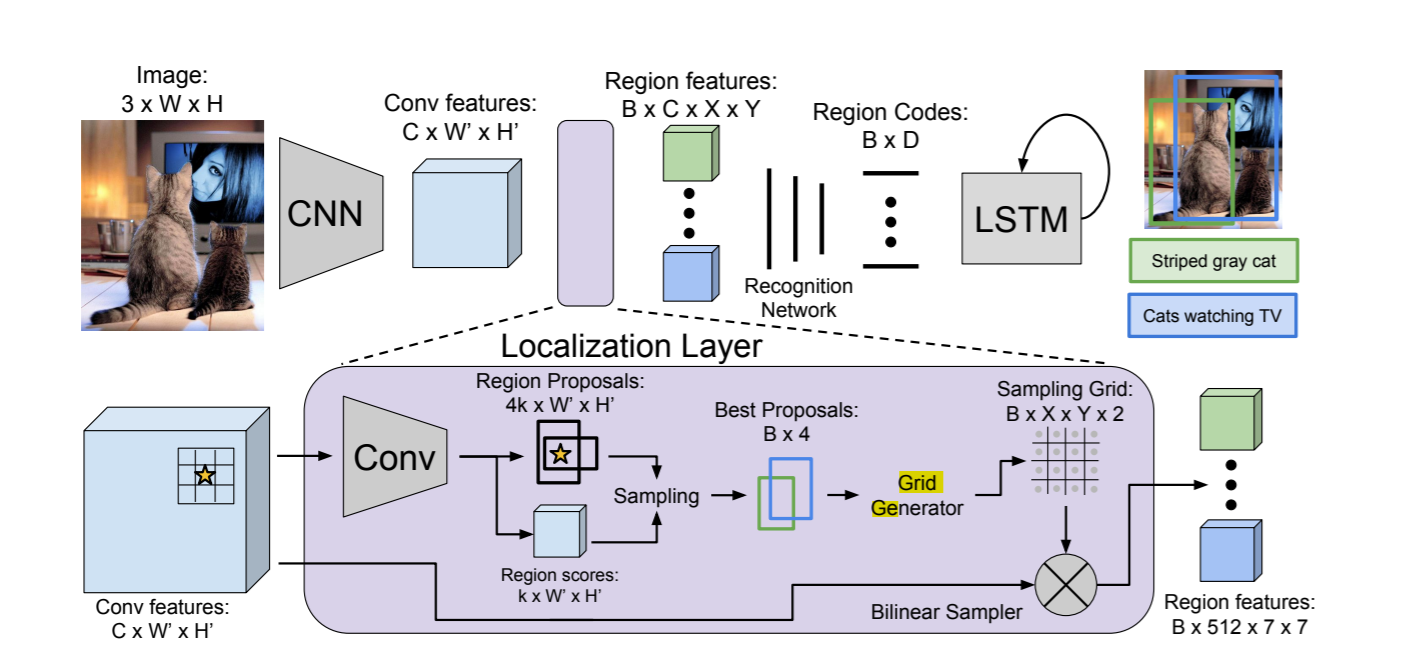 Image:
3 x W x H
CNN
Conv features:
C x W’ x H’
Region features:
B x C x X x Y
Recognition
Network
Region Codes:
B x D
LSTM
Striped gray cat
Cats watching TV
Localization Layer
Conv features:
C x W’ x H’
Conv
Region Proposals:
4k x W’ x H’
Region scores:
k x W’ x H’
Sampling
Best Proposals:
B x 4
Grid
Generator
Sampling Grid:
B x X x Y x 2
Bilinear Sampler
Region features:
B x 512 x 7 x 7